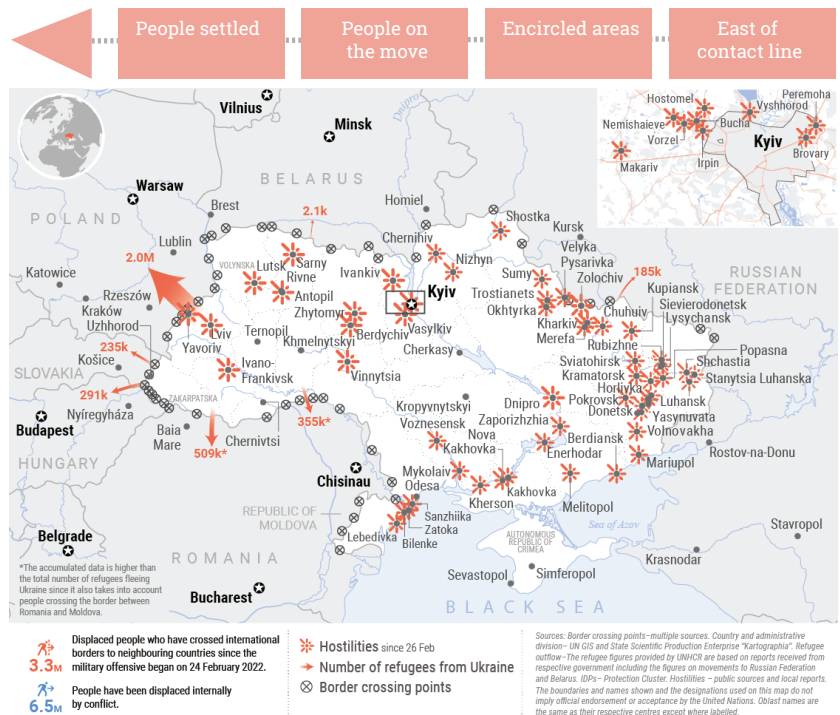 People settled
People on
the move
Encircled areas
East of
contact line
Vilnius
Minsk
Dnipro
BELARUS
Warsaw
Brest
POLAND
2.1k
Homiel
Lublin
2.0M
Chernihiv
Shostka
Kursk
Katowice
Rzeszów
Kraków
Uzhhorod
VOLYNSKA
Lutsk
Sarny
Rivne
Antopil
Zhytomyr
Ivankiv
Nizhyn
Kyiv
Sumy
Velyka
Pysarivka
Zolochiv
185k
RUSSIAN
FEDERATION
Trostianets
Okhtyrka
Kupiansk
Sievierodonetsk
Lysychansk
Chuhuiv
Lviv
Yavoriv
Ternopil
Berdychiv
Vasylkiv
Khmelnytskyi
Cherkasy
Kharkiv
Merefa
Rubizhne
Popasna
235k
Košice
SLOVAKIA
Ivano-
Frankivsk
Vinnytsia
Sviatohirsk
Shchastia
Kramatorsk
Stanytsia Luhanska
291k
ZAKARPATSKA
Nyíregyháza
Budapest
Baia
Mare
Chernivtsi
509k*
355k*
HUNGARY
Kropyvnytskyi
Voznesensk
Dnipro
Zaporizhzhia
Nova
Kakhovka
Horlivka
Pokrovsk
Donetsk
Luhansk
Yasynuvata
Volnovakha
Berdiansk
Enerhodar
Mariupol
Rostov-na-Donu
Chisinau
Mykolaiv
Odesa
Kakhovka
Kherson
Melitopol
REPUBLIC OF
MOLDOVA
Sanzhiika
Zatoka
Lebedivka
Bilenke
Sea of Azov
Stavropol
Belgrade
ROMANIA
AUTONOMOUS
REPUBLIC OF
CRIMEA
Krasnodar
Sevastopol
Simferopol
Bucharest
BLACK SEA
Hostomel
Peremoha
Vyshhorod
Nemishaieve
Bucha
Vorzel
Kyiv
Irpin
Brovary
Makariv
*The accumulated data is higher than
the total number of refugees fleeing
Ukraine since it also takes into account
people crossing the border between
Romania and Moldova.
3.3M
Displaced people who have crossed international
borders to neighbouring countries since the
military offensive began on 24 February 2022.
6.5M
People have been displaced internally
by conflict.
Hostilities since 26 Feb
Number of refugees from Ukraine
Border crossing points
Sources: Border crossing points–multiple sources. Country and administrative
division– UN GIS and State Scientific Production Enterprise "Kartographia". Refugee
outflow–The refugee figures provided by UNHCR are based on reports received from
respective government including the figures on movements to Russian Federation
and Belarus. IDPs– Protection Cluster. Hostilities – public sources and local reports.
The boundaries and names shown and the designations used on this map do not
imply official endorsement or acceptance by the United Nations. Oblast names are
the same as their respective centres except where labelled.